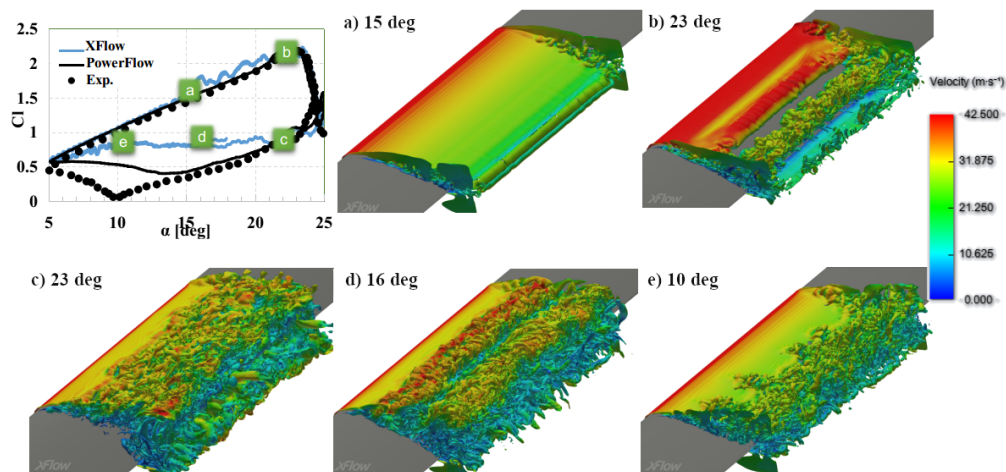 2.5
2
1.5
1
0.5
0
Cl
XFlow
PowerFlow
Exp.
a
b
c
d
e
5 10 15 20 25
α [deg]
a) 15 deg
XFlow
b) 23 deg
XFlow
Velocity (m·s⁻¹)
42.500
31.875
21.250
10.625
0.000
c) 23 deg
XFlow
d) 16 deg
XFlow
e) 10 deg
XFlow